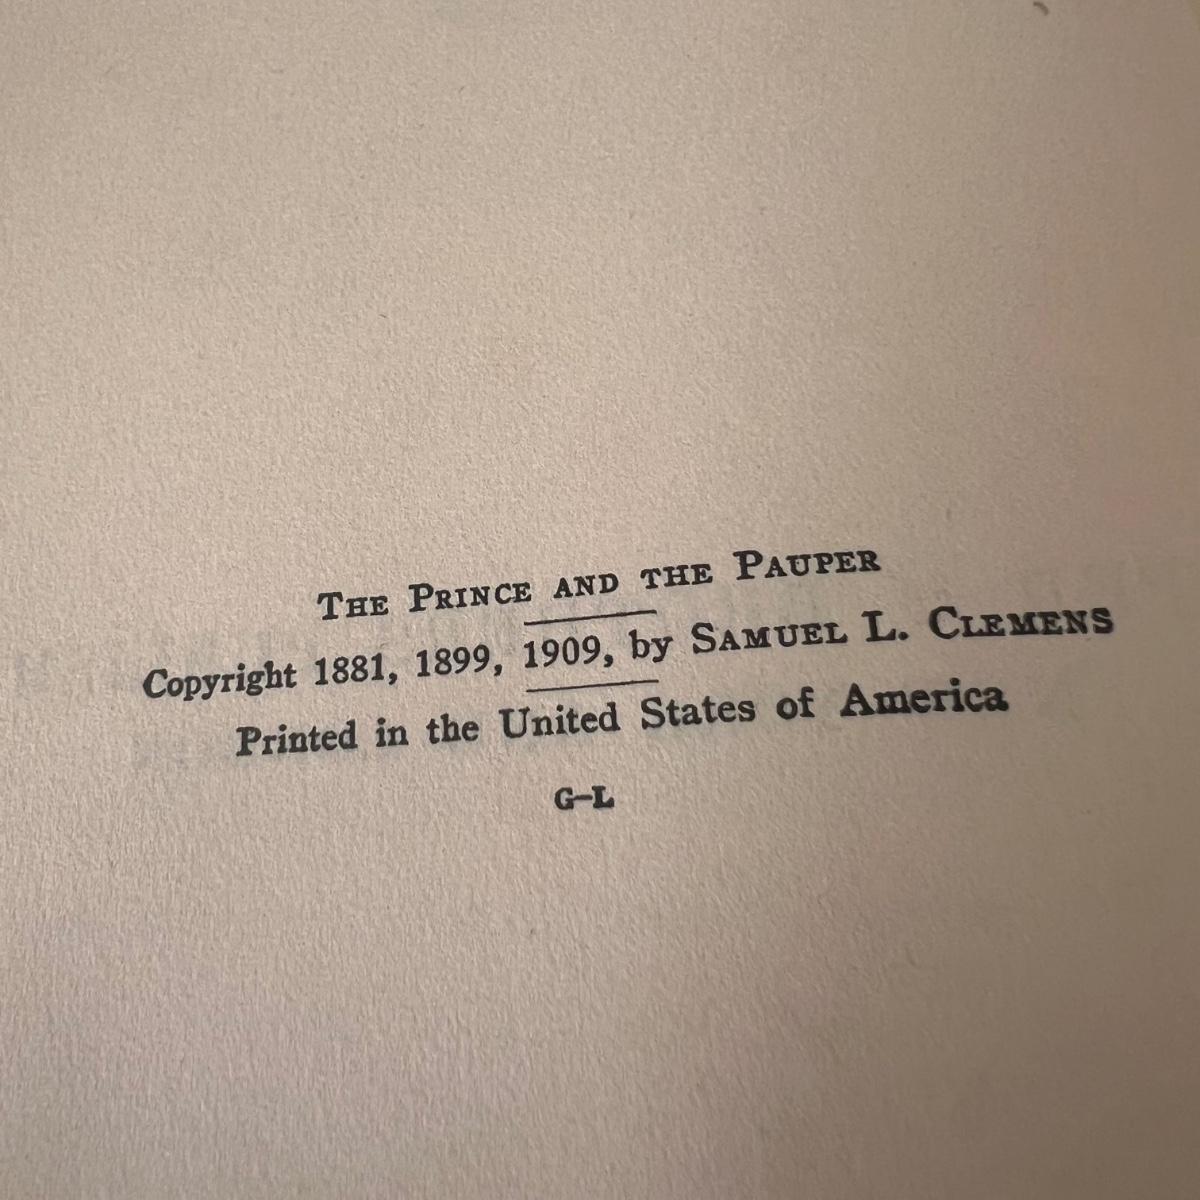 The Prince and the Pauper
Copyright 1881, 1899, 1909, by Samuel L. Clemens
Printed in the United States of America
G–L